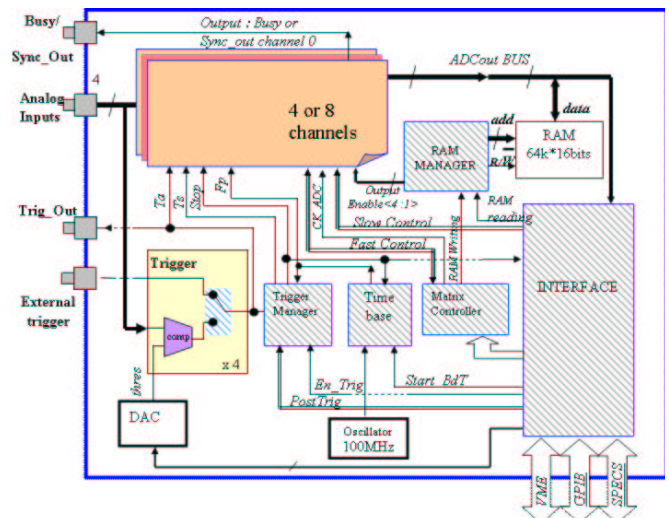 Busy/
Sync_Out
Output : Busy or
Sync_out channel 0
4
Analog
Inputs
4 or 8
channels
ADCout BUS
add
data
RAM
MANAGER
R/W
RAM
64k*16bits
Output
Enable<4 :1>
RAM
reading
Ta
Ts
Stop
Fp
CK_ADC
Slow Control
Fast Control
RAM Writing
Trig_Out
External
trigger
Trigger
comp
x 4
thres
Trigger
Manager
Time
base
Matrix
Controller
INTERFACE
En_Trig
PostTrig
Start_BdT
DAC
Oscillator
100MHz
VME
GPIB
SPECS